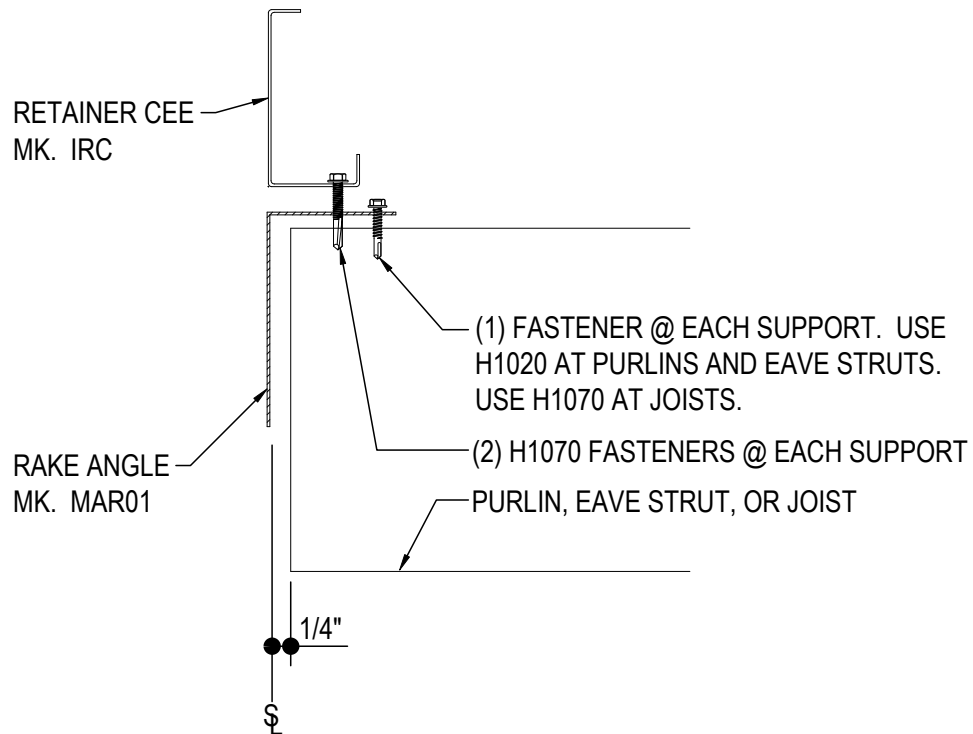 RETAINER CEE
MK. IRC
(1) FASTENER @ EACH SUPPORT. USE
H1020 AT PURLINS AND EAVE STRUTS.
USE H1070 AT JOISTS.
(2) H1070 FASTENERS @ EACH SUPPORT
RAKE ANGLE
MK. MAR01
PURLIN, EAVE STRUT, OR JOIST
1/4"
SL